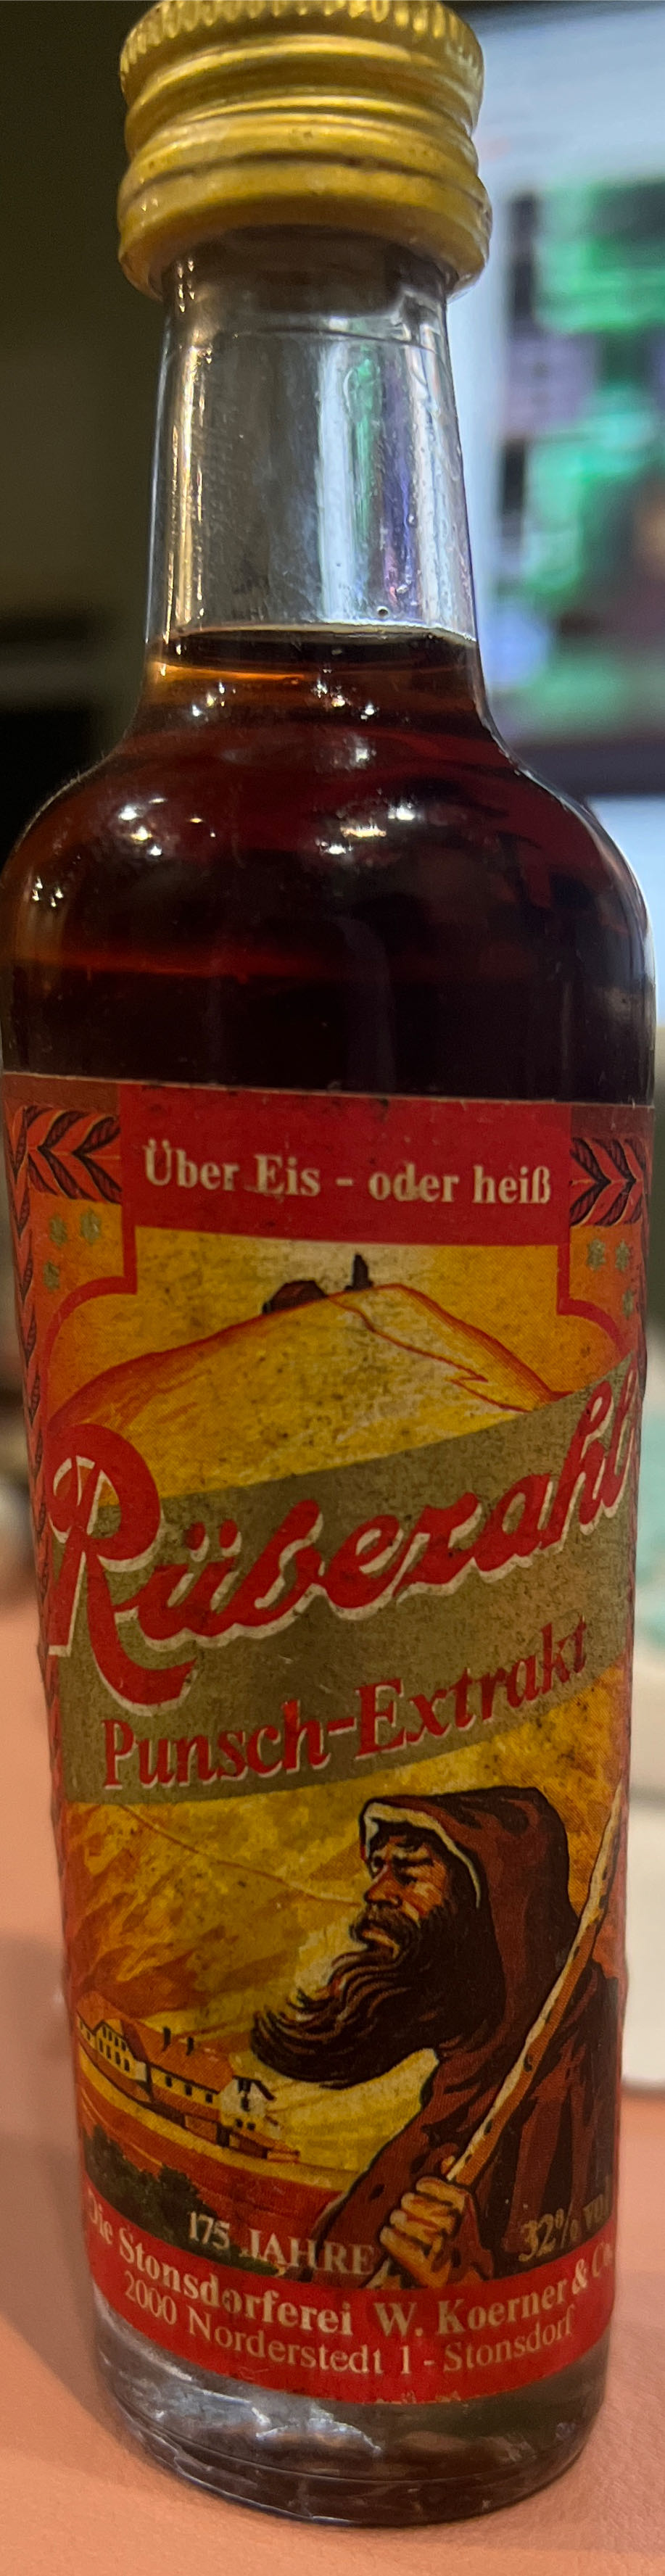 Über Eis - oder heiß
Rübezahl
Punsch-Extrakt
175 JAHRE
32% vol
Die Stonsdorferei W. Koerner & Co.
2000 Norderstedt 1 - Stonsdorf